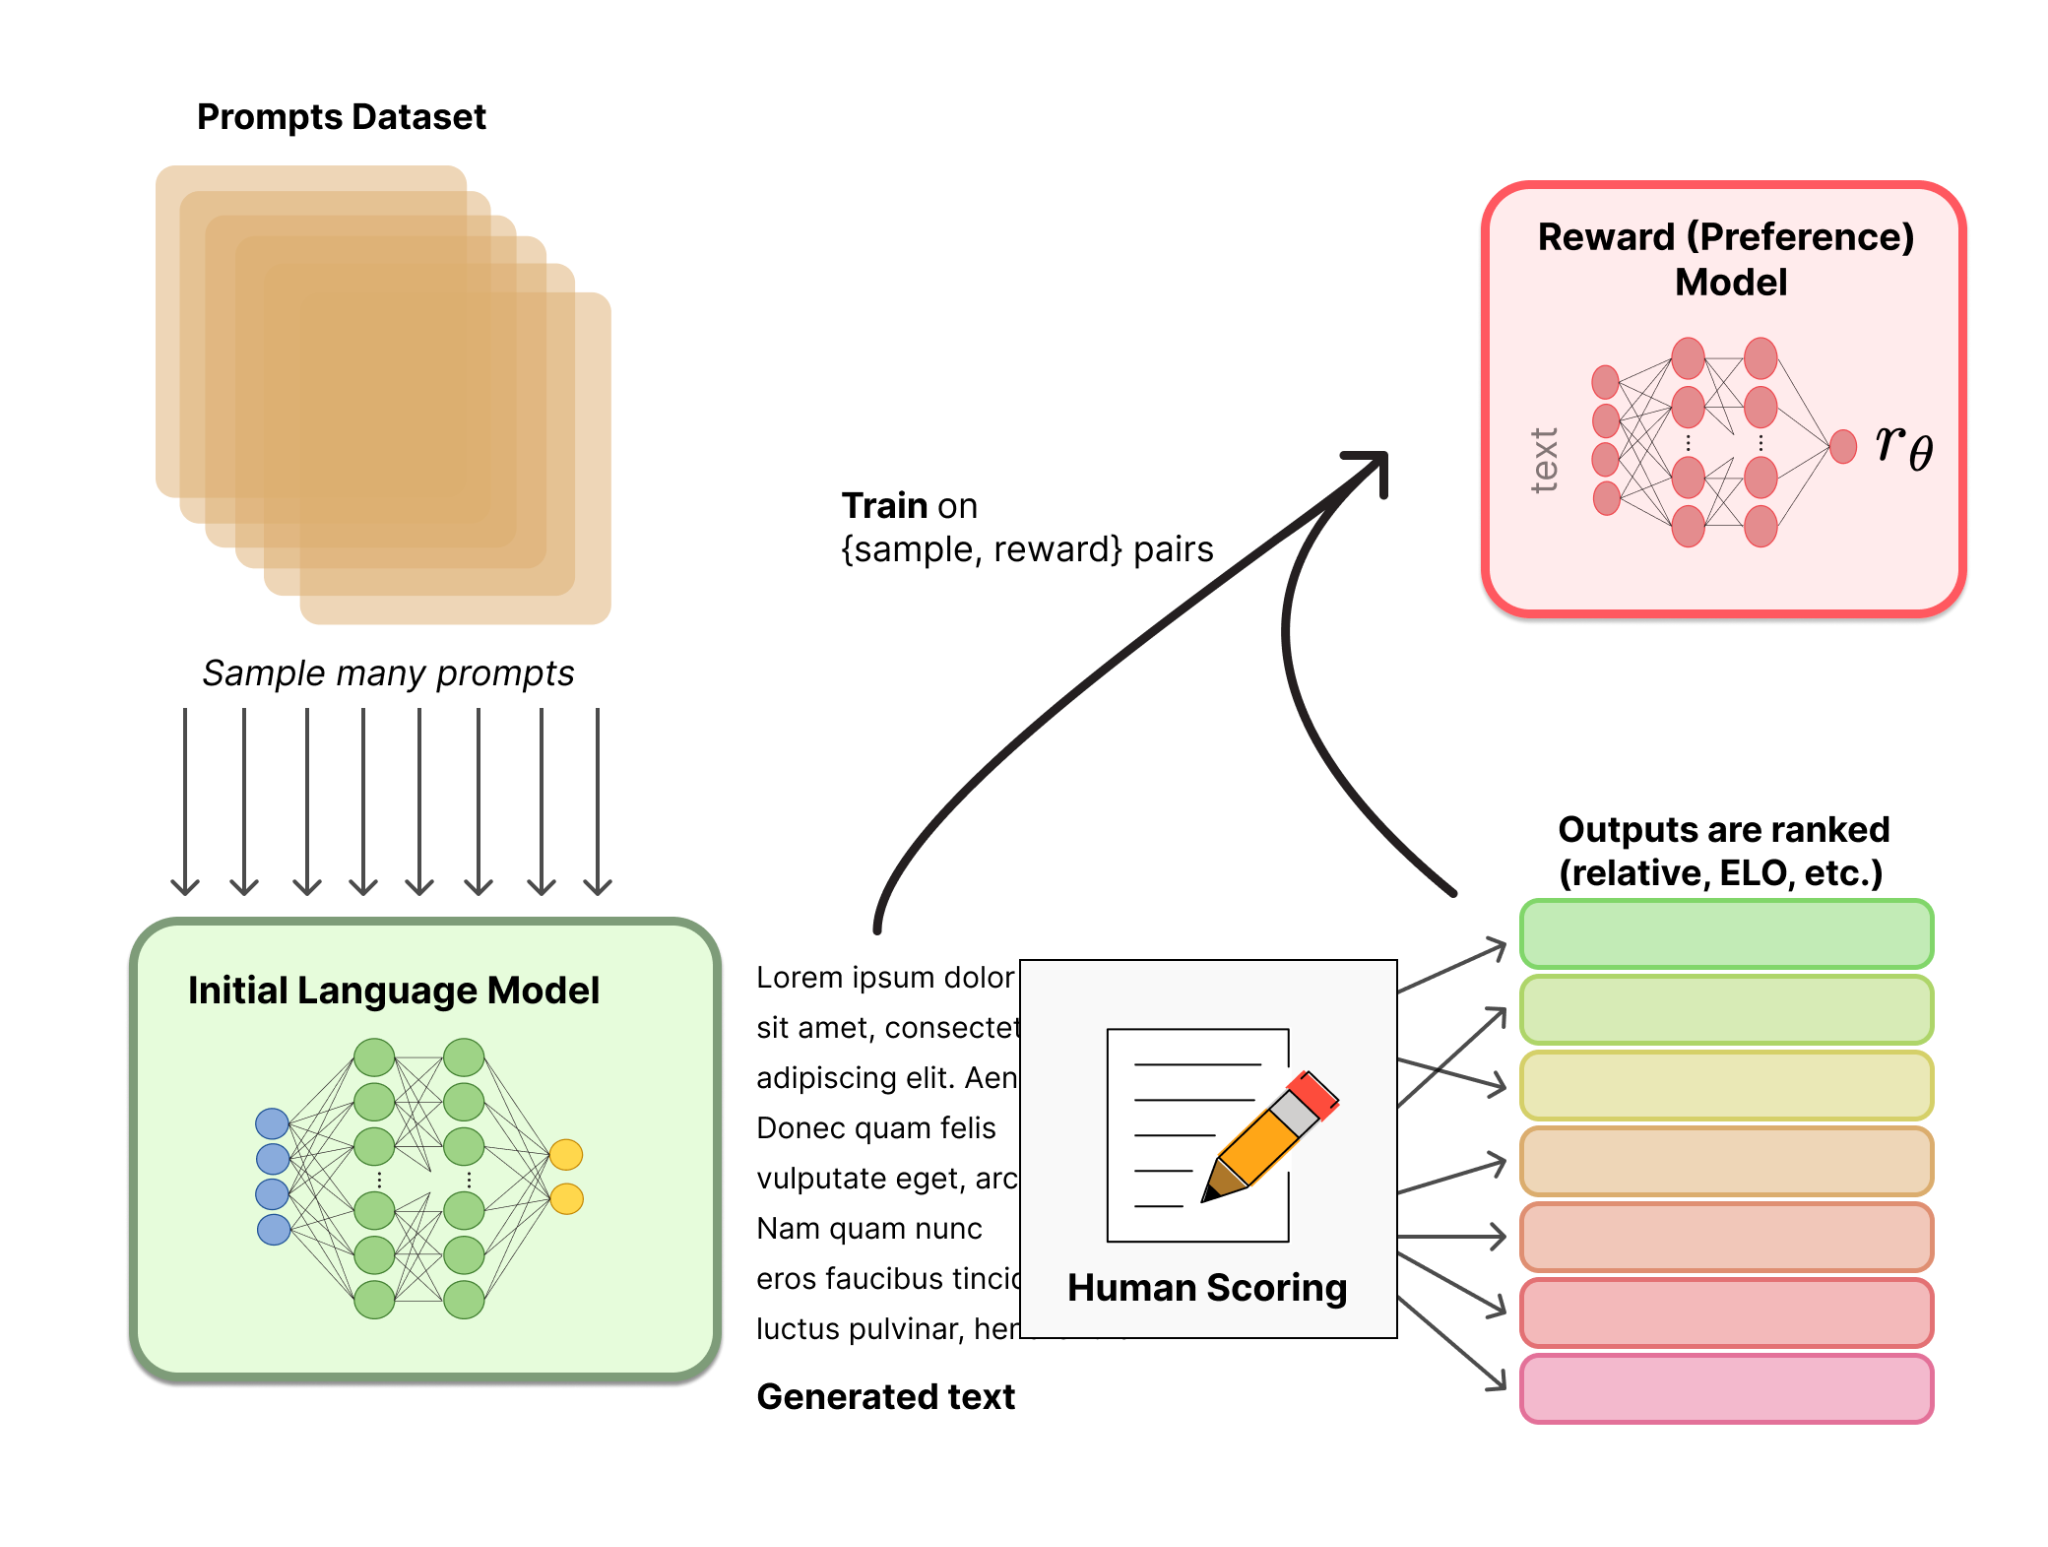 Prompts Dataset
Sample many prompts
Initial Language Model
Train on
{sample, reward} pairs
Reward (Preference)
Model
text
rθ
Lorem ipsum dolor
sit amet, consectet
adipiscing elit. Aen
Donec quam felis
vulputate eget, arc
Nam quam nunc
eros faucibus tincid
luctus pulvinar, her
Generated text
Human Scoring
Outputs are ranked
(relative, ELO, etc.)